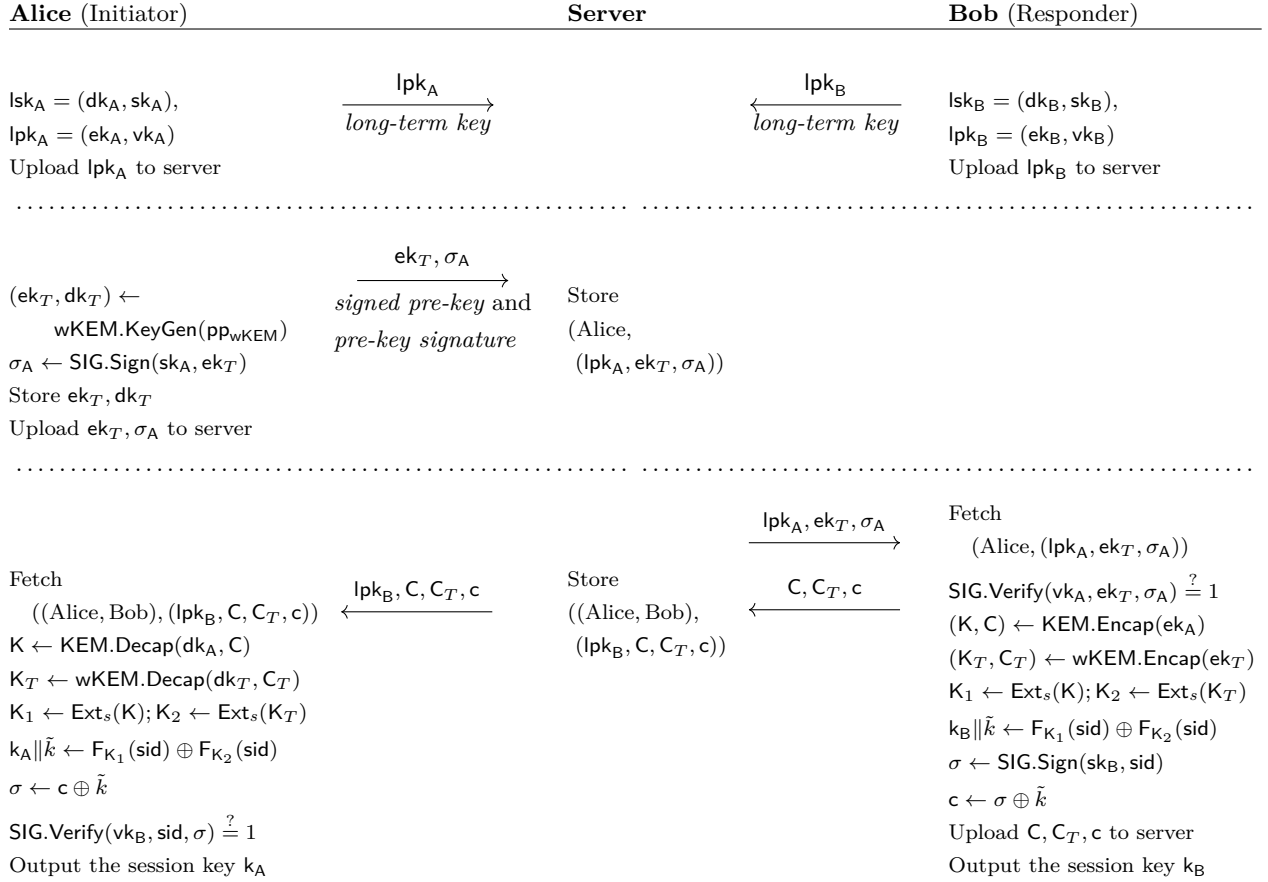 Alice (Initiator) Server Bob (Responder)
lsk_A = (dk_A, sk_A),
lpk_A = (ek_A, vk_A)
Upload lpk_A to server
lpk_A
long-term key
lpk_B
long-term key
lsk_B = (dk_B, sk_B),
lpk_B = (ek_B, vk_B)
Upload lpk_B to server
(ek_T, dk_T) ←
wKEM.KeyGen(pp_wKEM)
σ_A ← SIG.Sign(sk_A, ek_T)
Store ek_T, dk_T
Upload ek_T, σ_A to server
ek_T, σ_A
signed pre-key and
pre-key signature
Store
(Alice,
(lpk_A, ek_T, σ_A))
lpk_A, ek_T, σ_A
Fetch
(Alice, (lpk_A, ek_T, σ_A))
SIG.Verify(vk_A, ek_T, σ_A) ≟ 1
(K, C) ← KEM.Encap(ek_A)
(K_T, C_T) ← wKEM.Encap(ek_T)
K_1 ← Ext_s(K); K_2 ← Ext_s(K_T)
k_B∥k̃ ← F_K_1(sid) ⊕ F_K_2(sid)
σ ← SIG.Sign(sk_B, sid)
c ← σ ⊕ k̃
Upload C, C_T, c to server
Output the session key k_B
C, C_T, c
Store
((Alice, Bob),
(lpk_B, C, C_T, c))
lpk_B, C, C_T, c
Fetch
((Alice, Bob), (lpk_B, C, C_T, c))
K ← KEM.Decap(dk_A, C)
K_T ← wKEM.Decap(dk_T, C_T)
K_1 ← Ext_s(K); K_2 ← Ext_s(K_T)
k_A∥k̃ ← F_K_1(sid) ⊕ F_K_2(sid)
σ ← c ⊕ k̃
SIG.Verify(vk_B, sid, σ) ≟ 1
Output the session key k_A